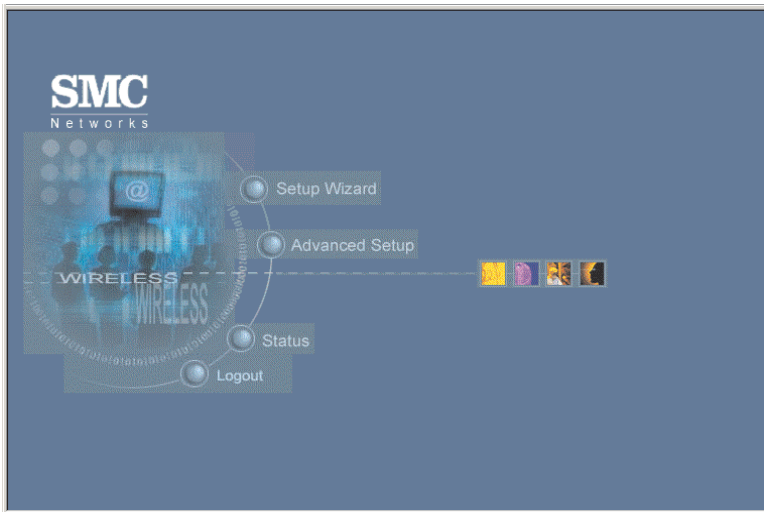 SMC
Networks
@
Setup Wizard
Advanced Setup
WIRELESS
WIRELESS
Status
Logout